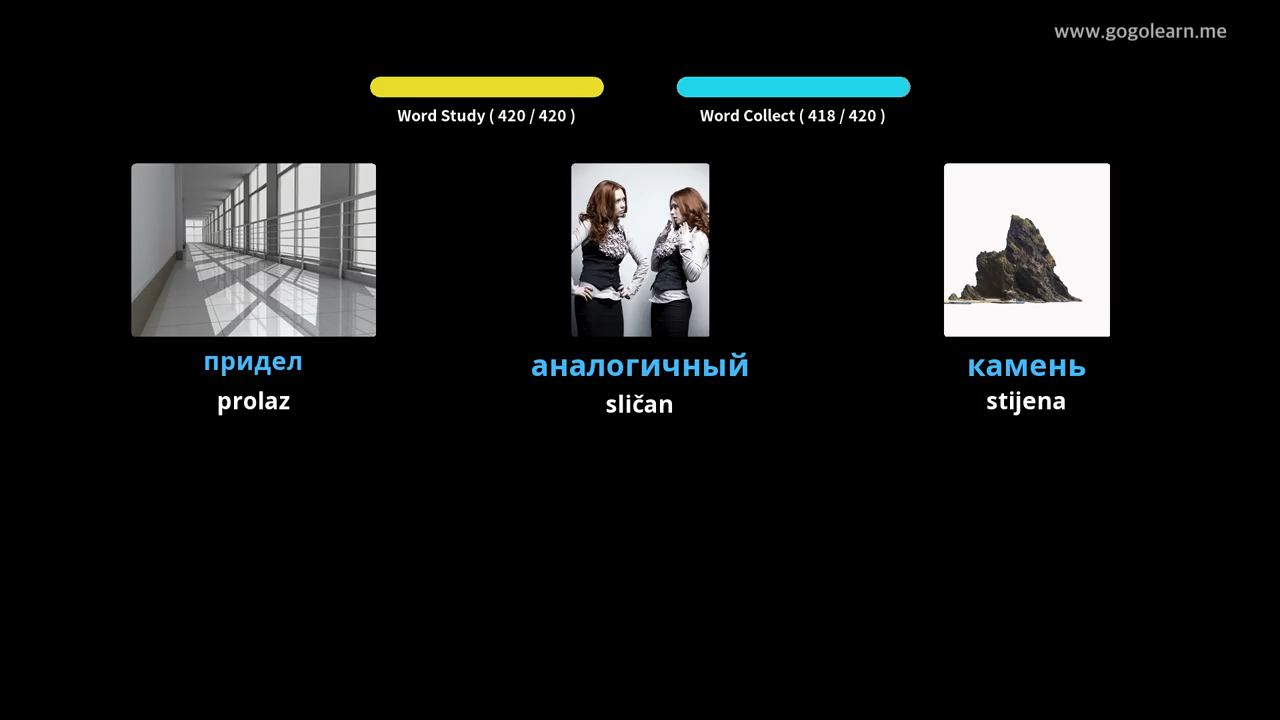 www.gogolearn.me
Word Study ( 420 / 420 )
Word Collect ( 418 / 420 )
придел
prolaz
аналогичный
sličan
камень
stijena